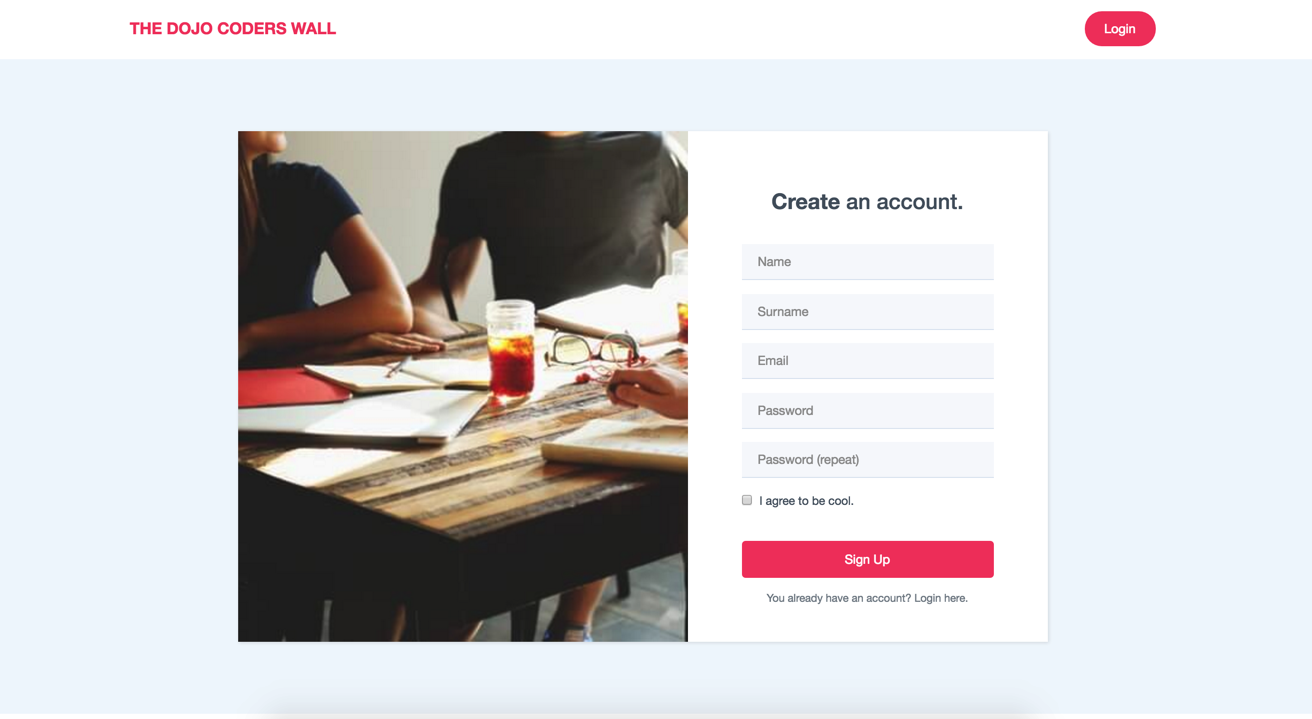 THE DOJO CODERS WALL
Login
Create an account.
Name
Surname
Email
Password
Password (repeat)
I agree to be cool.
Sign Up
You already have an account? Login here.